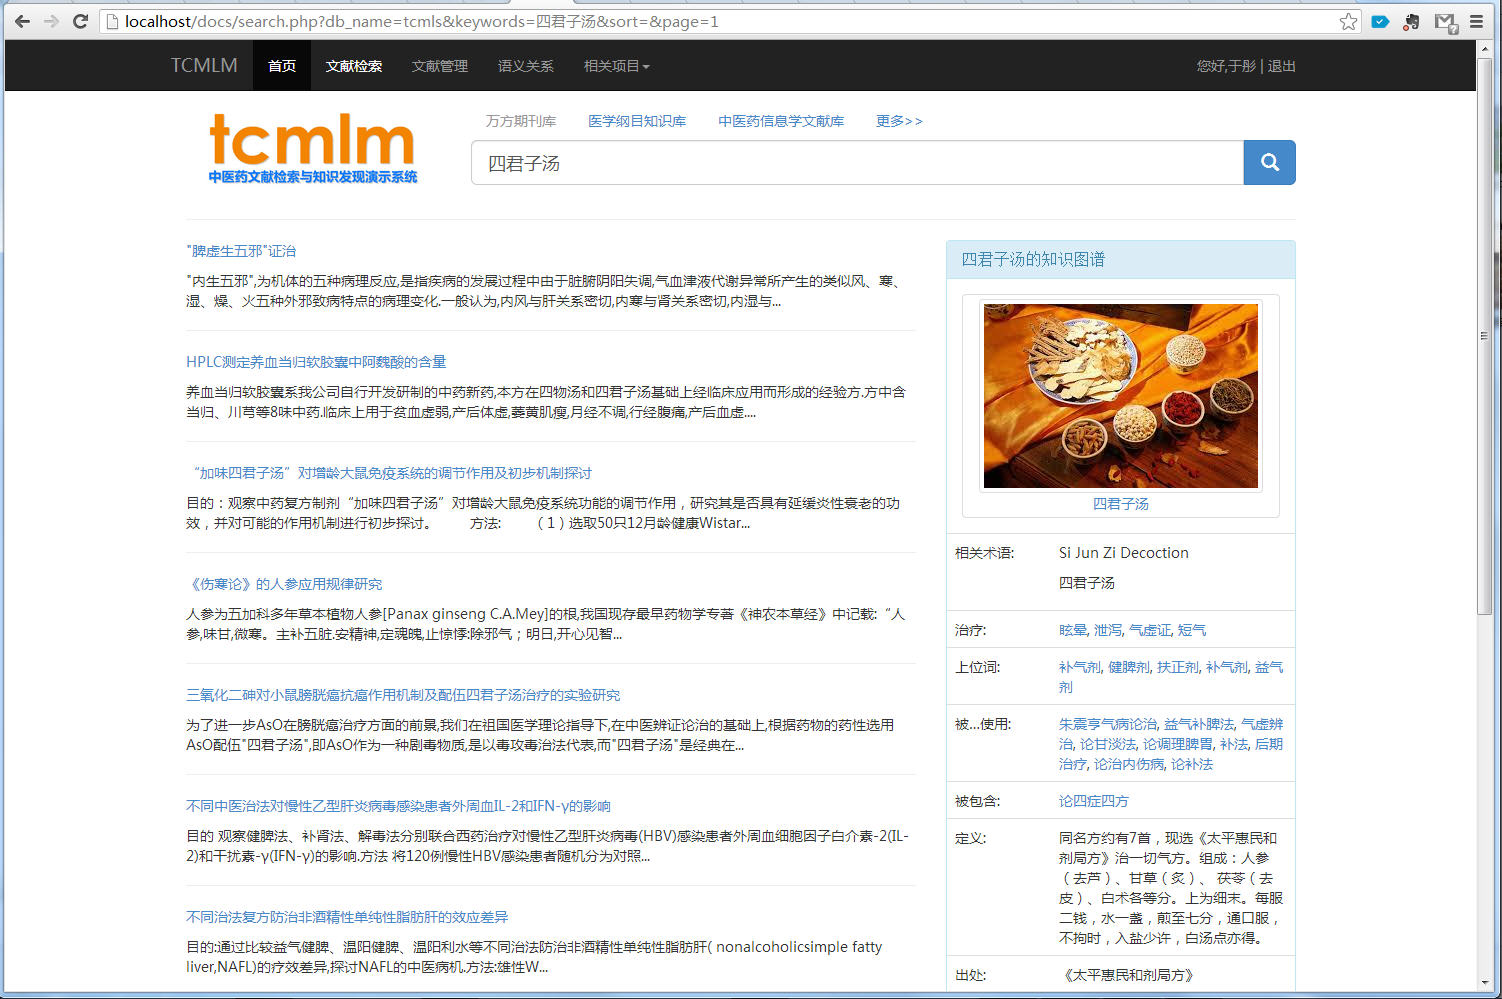 localhost/docs/search.php?db_name=tcmls&keywords=四君子汤&sort=&page=1
TCMLM 首页 文献检索 文献管理 语义关系 相关项目 您好,于彤 | 退出
tcmlm
中医药文献检索与知识发现演示系统
万方期刊库 医学纲目知识库 中医药信息学文献库 更多>>
四君子汤
"脾虚生五邪"证治
"内生五邪",为机体的五种病理反应,是指疾病的发展过程中由于脏腑阴阳失调,气血津液代谢异常所产生的类似风、寒、
湿、燥、火五种外邪致病特点的病理变化.一般认为,内风与肝关系密切,内寒与肾关系密切,内湿与...
HPLC测定养血当归软胶囊中阿魏酸的含量
养血当归软胶囊系我公司自行开发研制的中药新药,本方在四物汤和四君子汤基础上经临床应用而形成的经验方.方中含
当归、川芎等8味中药.临床上用于贫血虚弱,产后体虚,萎黄肌瘦,月经不调,行经腹痛,产后血虚....
“加味四君子汤”对增龄大鼠免疫系统的调节作用及初步机制探讨
目的：观察中药复方制剂“加味四君子汤”对增龄大鼠免疫系统功能的调节作用，研究其是否具有延缓炎性衰老的功
效，并对可能的作用机制进行初步探讨。 方法: （1）选取50只12月龄健康Wistar...
《伤寒论》的人参应用规律研究
人参为五加科多年草本植物人参[Panax ginseng C.A.Mey]的根,我国现存最早药物学专著《神农本草经》中记载:“人
参,味甘,微寒。主补五脏.安精神,定魂魄,止惊悸;除邪气；明日,开心见智...
三氧化二砷对小鼠膀胱癌抗癌作用机制及配伍四君子汤治疗的实验研究
为了进一步AsO在膀胱癌治疗方面的前景,我们在祖国医学理论指导下,在中医辨证论治的基础上,根据药物的药性选用
AsO配伍"四君子汤",即AsO作为一种剧毒物质,是以毒攻毒治法代表,而"四君子汤"是经典在...
不同中医治法对慢性乙型肝炎病毒感染患者外周血IL-2和IFN-γ的影响
目的 观察健脾法、补肾法、解毒法分别联合西药治疗对慢性乙型肝炎病毒(HBV)感染患者外周血细胞因子白介素-2(IL-
2)和干扰素-γ(IFN-γ)的影响.方法 将120例慢性HBV感染患者随机分为对照...
不同治法复方防治非酒精性单纯性脂肪肝的效应差异
目的:通过比较益气健脾、温阳健脾、温阳利水等不同治法防治非酒精性单纯性脂肪肝( nonalcoholicsimple fatty
liver,NAFL)的疗效差异,探讨NAFL的中医病机.方法:雄性W...
四君子汤的知识图谱
四君子汤
相关术语: Si Jun Zi Decoction
四君子汤
治疗: 眩晕, 泄泻, 气虚证, 短气
上位词: 补气剂, 健脾剂, 扶正剂, 补气剂, 益气
剂
被...使用: 朱震亨气病论治, 益气补脾法, 气虚辨
治, 论甘淡法, 论调理脾胃, 补法, 后期
治疗, 论治内伤病, 论补法
被包含: 论四症四方
定义: 同名方约有7首，现选《太平惠民和
剂局方》治一切气方。组成：人参
（去芦）、甘草（炙）、 茯苓（去
皮）、白术各等分。上为细末。每服
二钱，水一盏，煎至七分，通口服，
不拘时，入盐少许，白汤点亦得。
出处: 《太平惠民和剂局方》